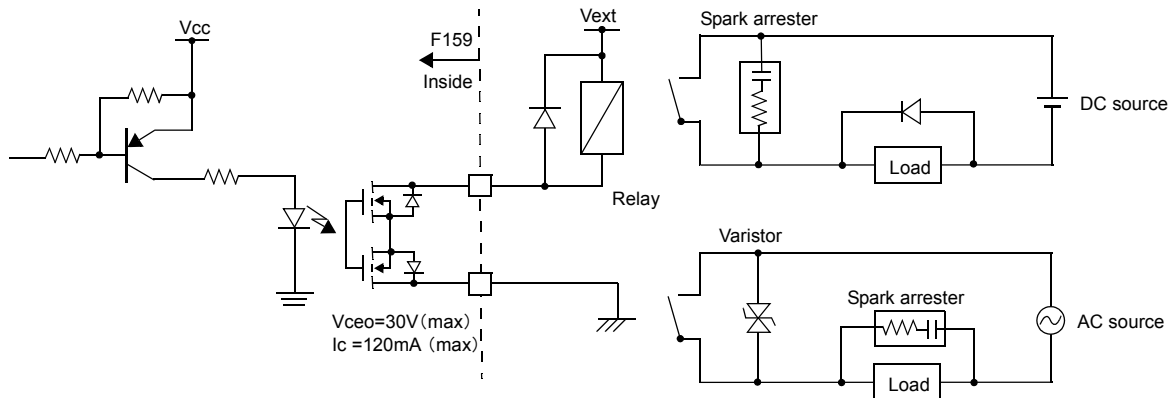 Vcc
F159
Inside
Vext
Relay
Vceo=30V(max)
Ic =120mA (max)
Spark arrester
DC source
Load
Varistor
Spark arrester
AC source
Load